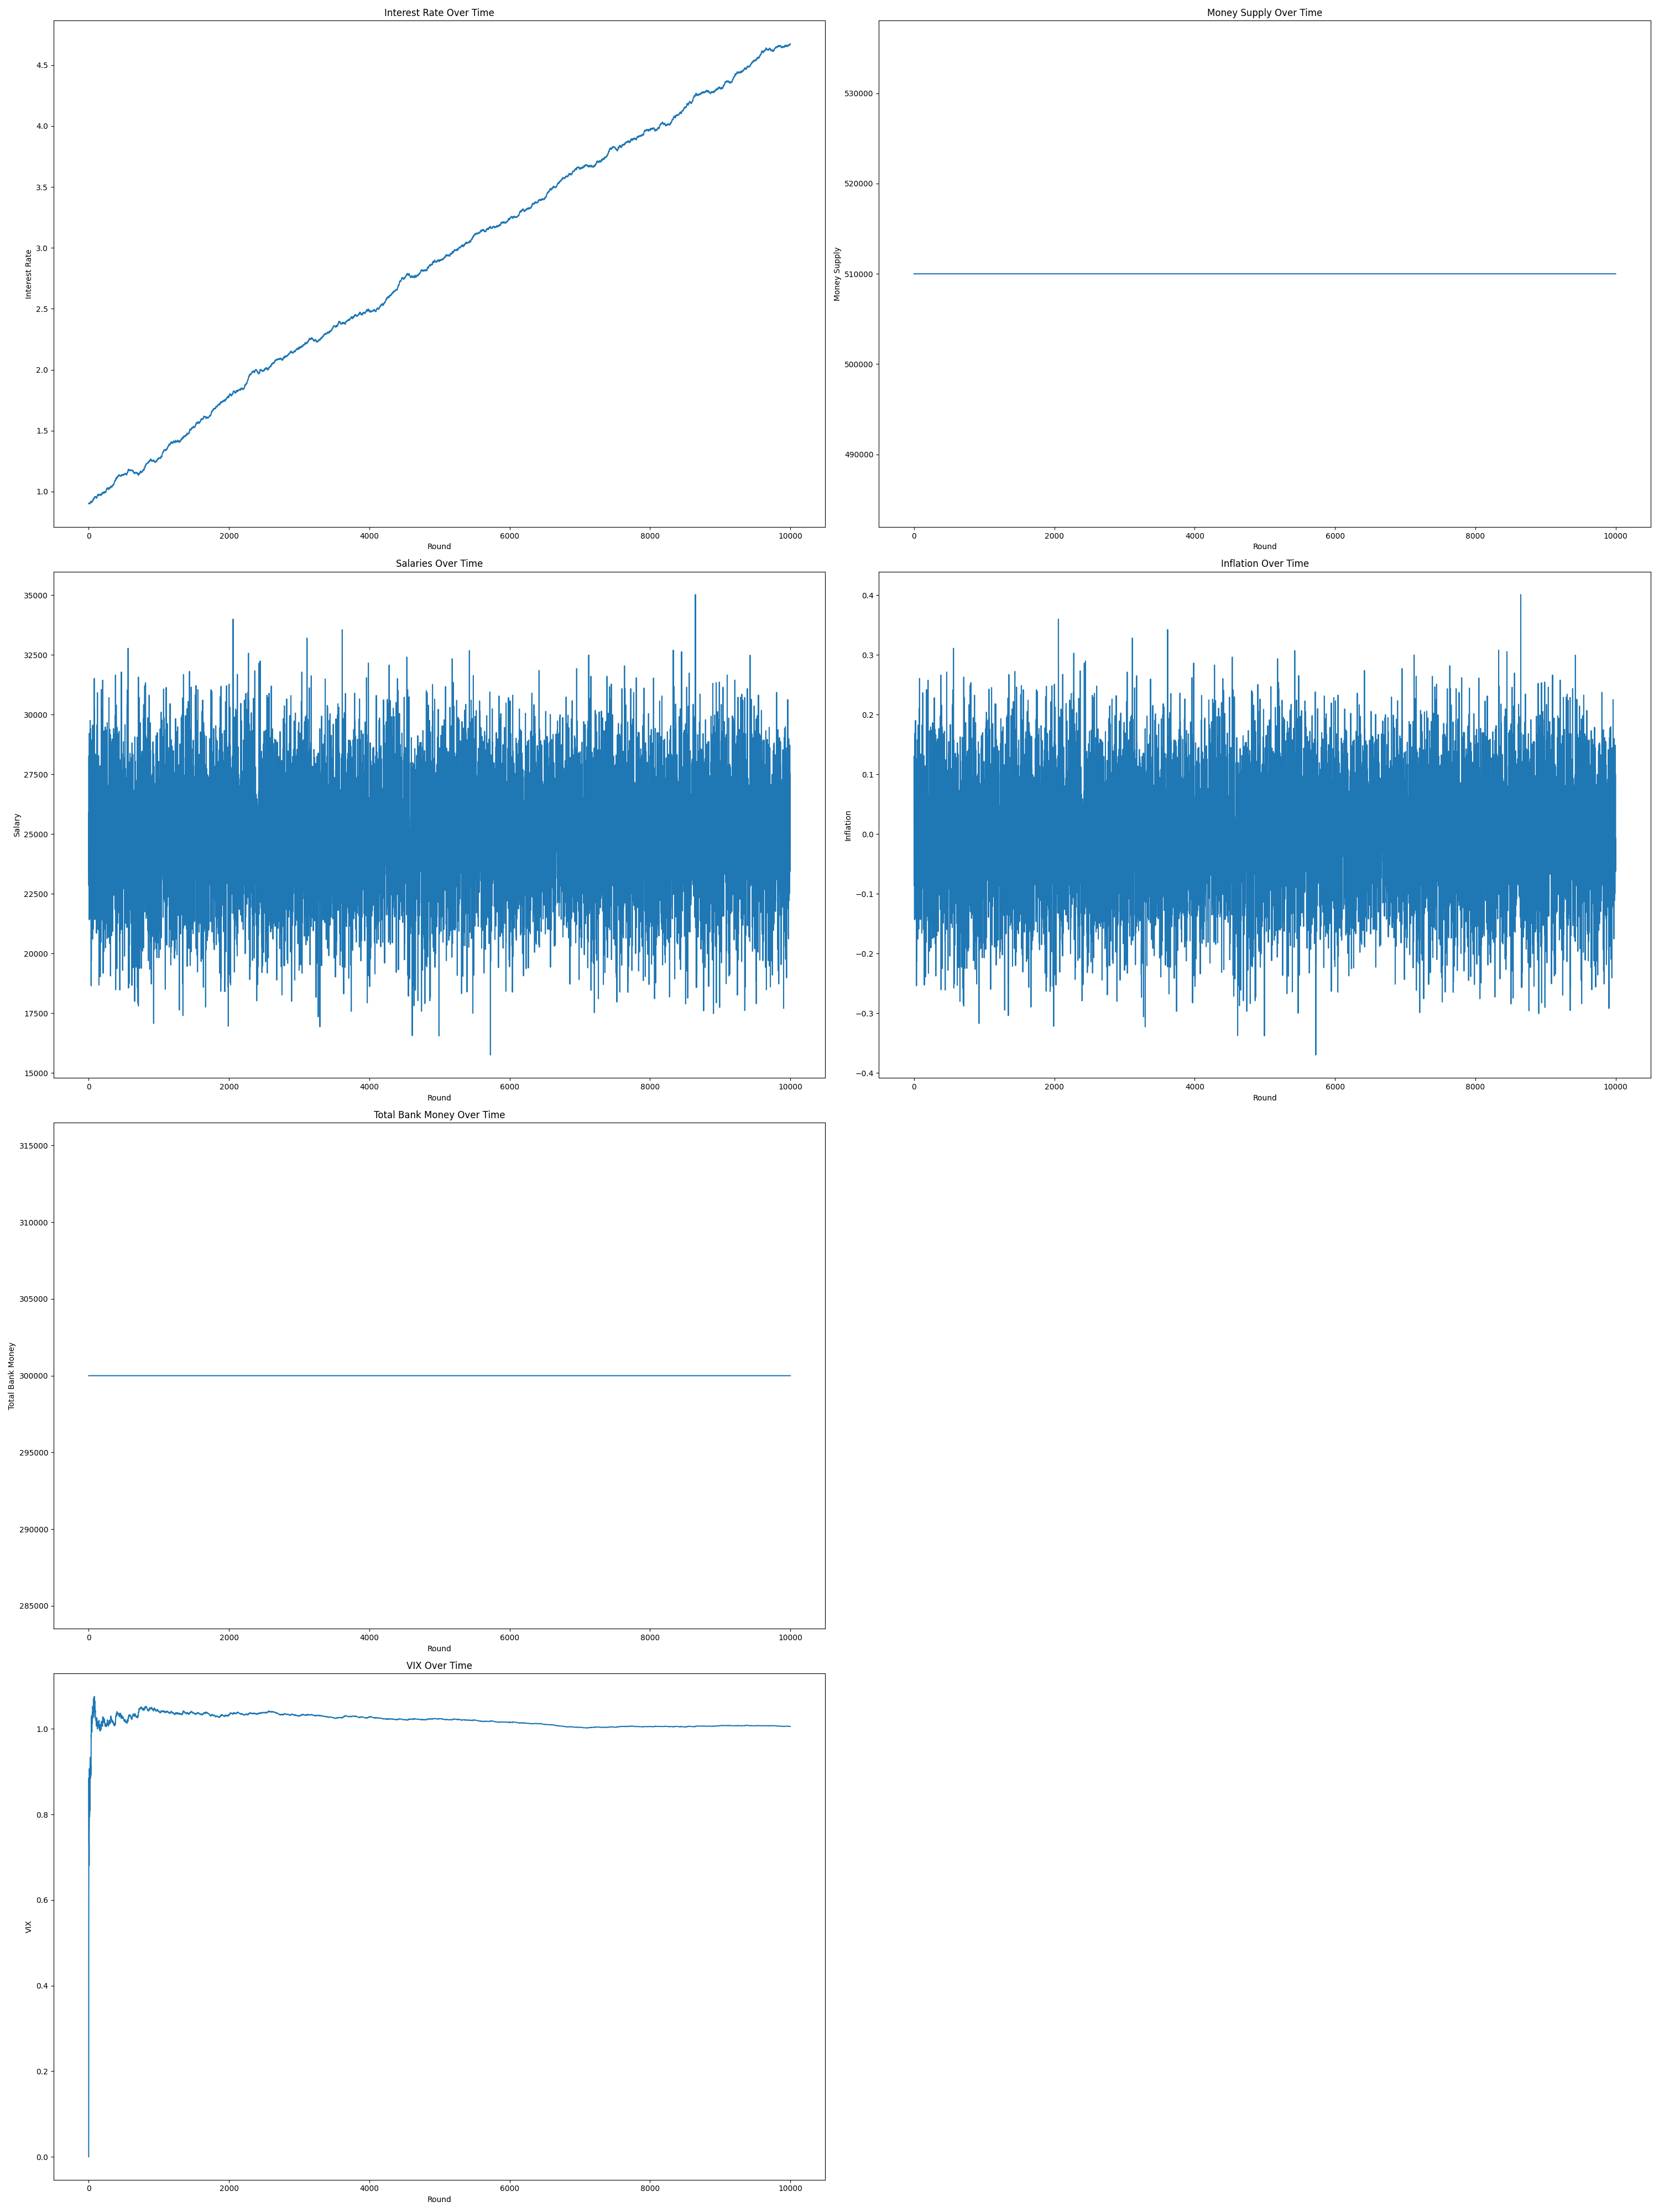 Interest Rate Over Time
Interest Rate
4.5
4.0
3.5
3.0
2.5
2.0
1.5
1.0
0 2000 4000 6000 8000 10000
Round
Money Supply Over Time
Money Supply
530000
520000
510000
500000
490000
0 2000 4000 6000 8000 10000
Round
Salaries Over Time
Salary
35000
32500
30000
27500
25000
22500
20000
17500
15000
0 2000 4000 6000 8000 10000
Round
Inflation Over Time
Inflation
0.4
0.3
0.2
0.1
0.0
−0.1
−0.2
−0.3
−0.4
0 2000 4000 6000 8000 10000
Round
Total Bank Money Over Time
Total Bank Money
315000
310000
305000
300000
295000
290000
285000
0 2000 4000 6000 8000 10000
Round
VIX Over Time
VIX
1.0
0.8
0.6
0.4
0.2
0.0
0 2000 4000 6000 8000 10000
Round